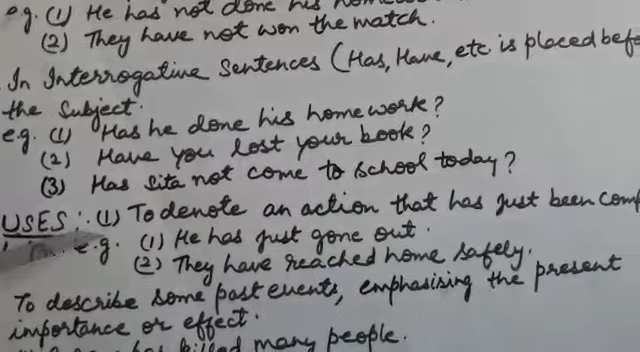 e.g. (1) He has not done his
(2) They have not won the match.
In Interrogative Sentences (Has, Have, etc is placed
the Subject.
e.g. (1) Has he done his homework?
(2) Have you lost your book?
(3) Has Sita not come to school today?
USES:. (1) To denote an action that has just been
e.g. (1) He has just gone out.
(2) They have reached home safely.
To describe some past events, emphasising the present
importance or effect.
has killed many people.